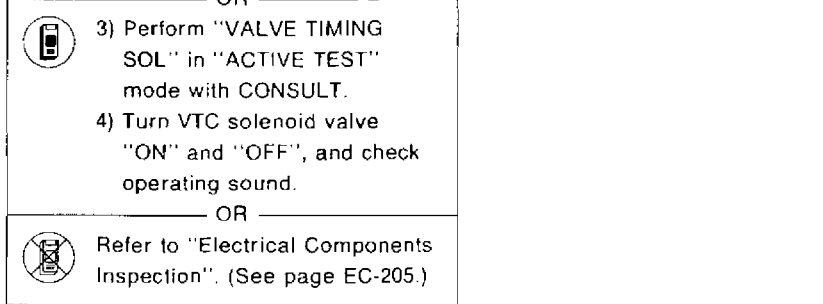 OR
3) Perform "VALVE TIMING
SOL" in "ACTIVE TEST"
mode with CONSULT.
4) Turn VTC solenoid valve
"ON" and "OFF", and check
operating sound.
OR
Refer to "Electrical Components
Inspection". (See page EC-205.)